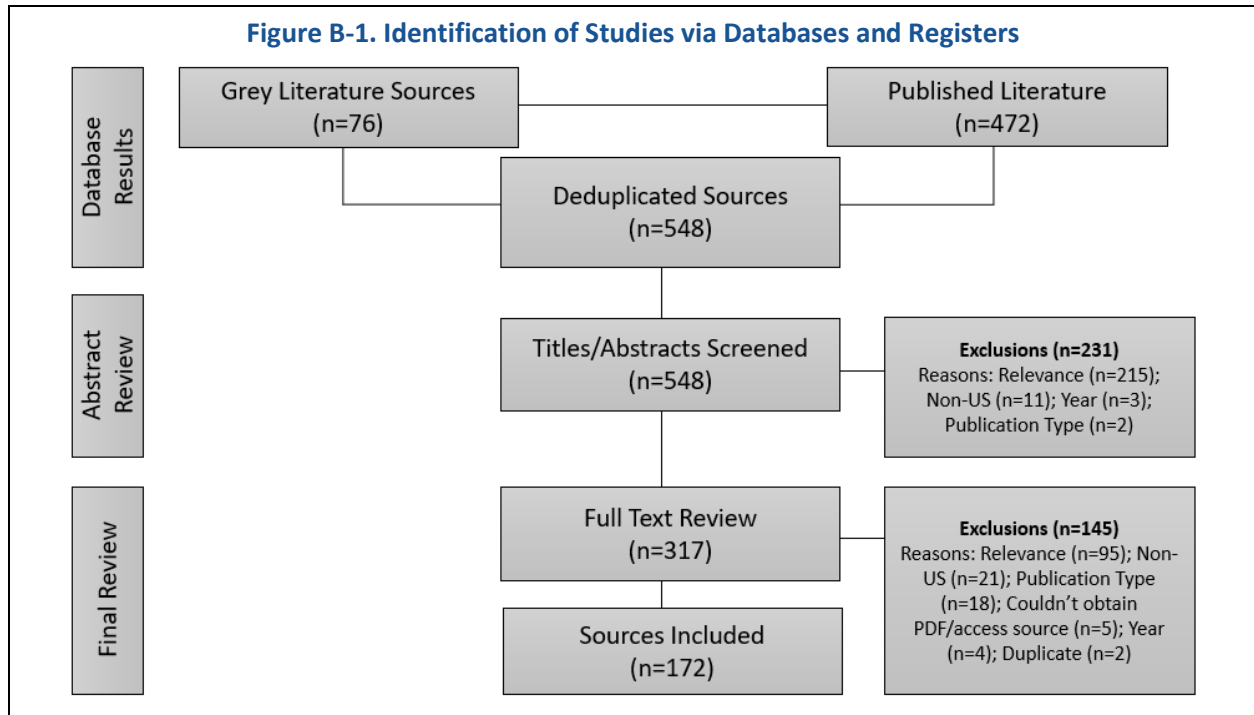 Figure B-1. Identification of Studies via Databases and Registers
Database
Results
Grey Literature Sources
(n=76)
Published Literature
(n=472)
Deduplicated Sources
(n=548)
Abstract
Review
Titles/Abstracts Screened
(n=548)
Exclusions (n=231)
Reasons: Relevance (n=215);
Non-US (n=11); Year (n=3);
Publication Type (n=2)
Final Review
Full Text Review
(n=317)
Exclusions (n=145)
Reasons: Relevance (n=95); Non-
US (n=21); Publication Type
(n=18); Couldn’t obtain
PDF/access source (n=5); Year
(n=4); Duplicate (n=2)
Sources Included
(n=172)